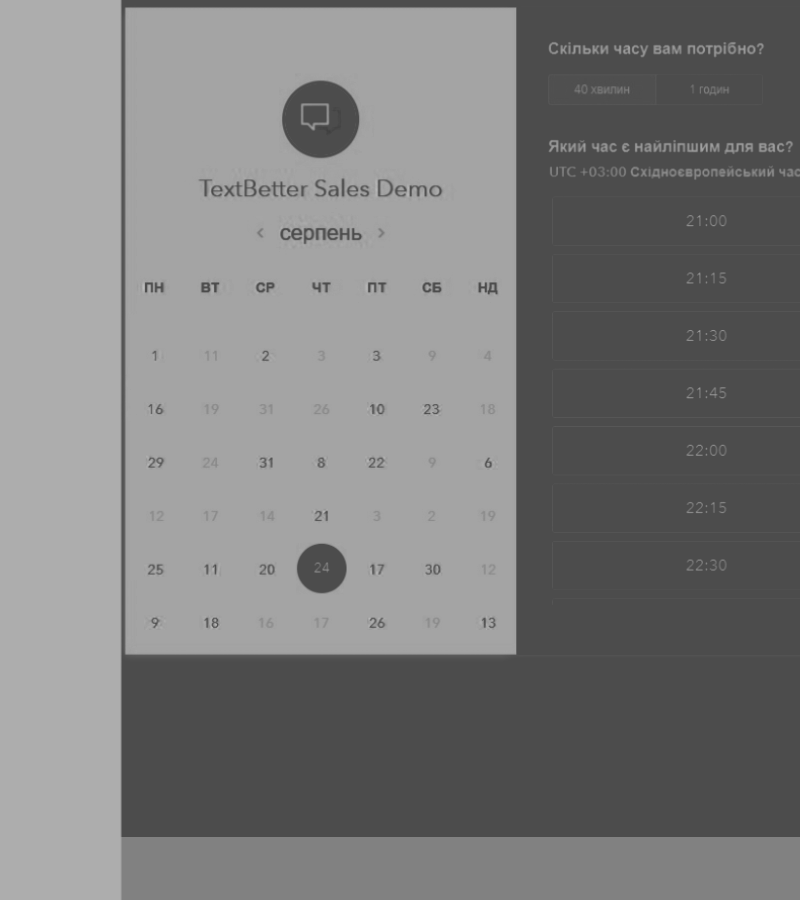 TextBetter Sales Demo
серпень
ПН ВТ СР ЧТ ПТ СБ НД
1 11 2 3 3 9 4
16 19 31 26 10 23 18
29 24 31 8 22 9 6
12 17 14 21 3 2 19
25 11 20 24 17 30 12
9 18 16 17 26 19 13
Скільки часу вам потрібно?
40 хвилин 1 годин
Який час є найліпшим для вас?
UTC +03:00 Східноєвропейський час
21:00
21:15
21:30
21:45
22:00
22:15
22:30